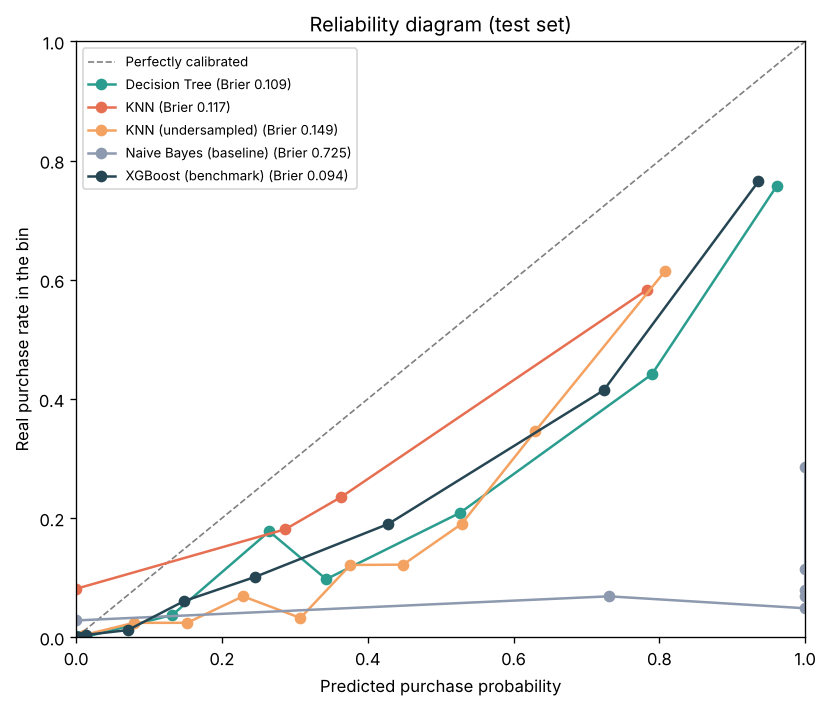 Reliability diagram (test set)
Perfectly calibrated
Decision Tree (Brier 0.109)
KNN (Brier 0.117)
KNN (undersampled) (Brier 0.149)
Naive Bayes (baseline) (Brier 0.725)
XGBoost (benchmark) (Brier 0.094)
Real purchase rate in the bin
1.0
0.8
0.6
0.4
0.2
0.0
0.0 0.2 0.4 0.6 0.8 1.0
Predicted purchase probability